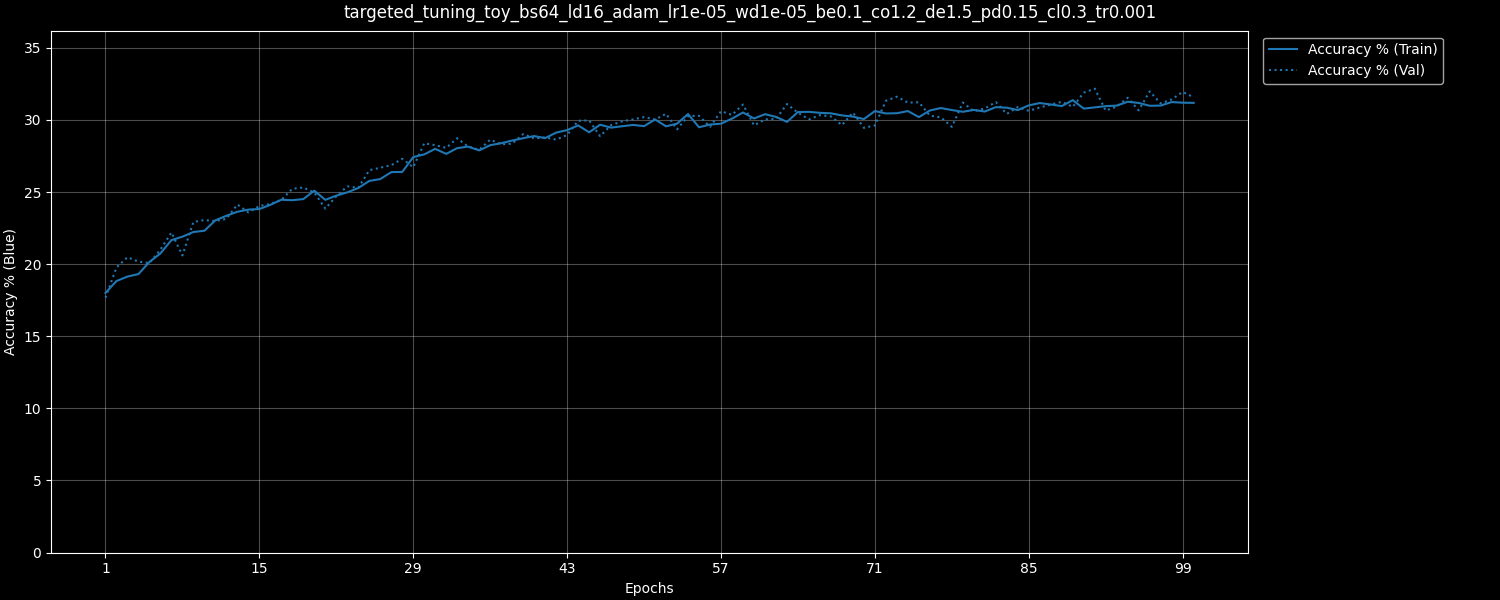 targeted_tuning_toy_bs64_ld16_adam_lr1e-05_wd1e-05_be0.1_co1.2_de1.5_pd0.15_cl0.3_tr0.001
Accuracy % (Train)
Accuracy % (Val)
35
30
25
20
15
10
5
0
Accuracy % (Blue)
1 15 29 43 57 71 85 99
Epochs